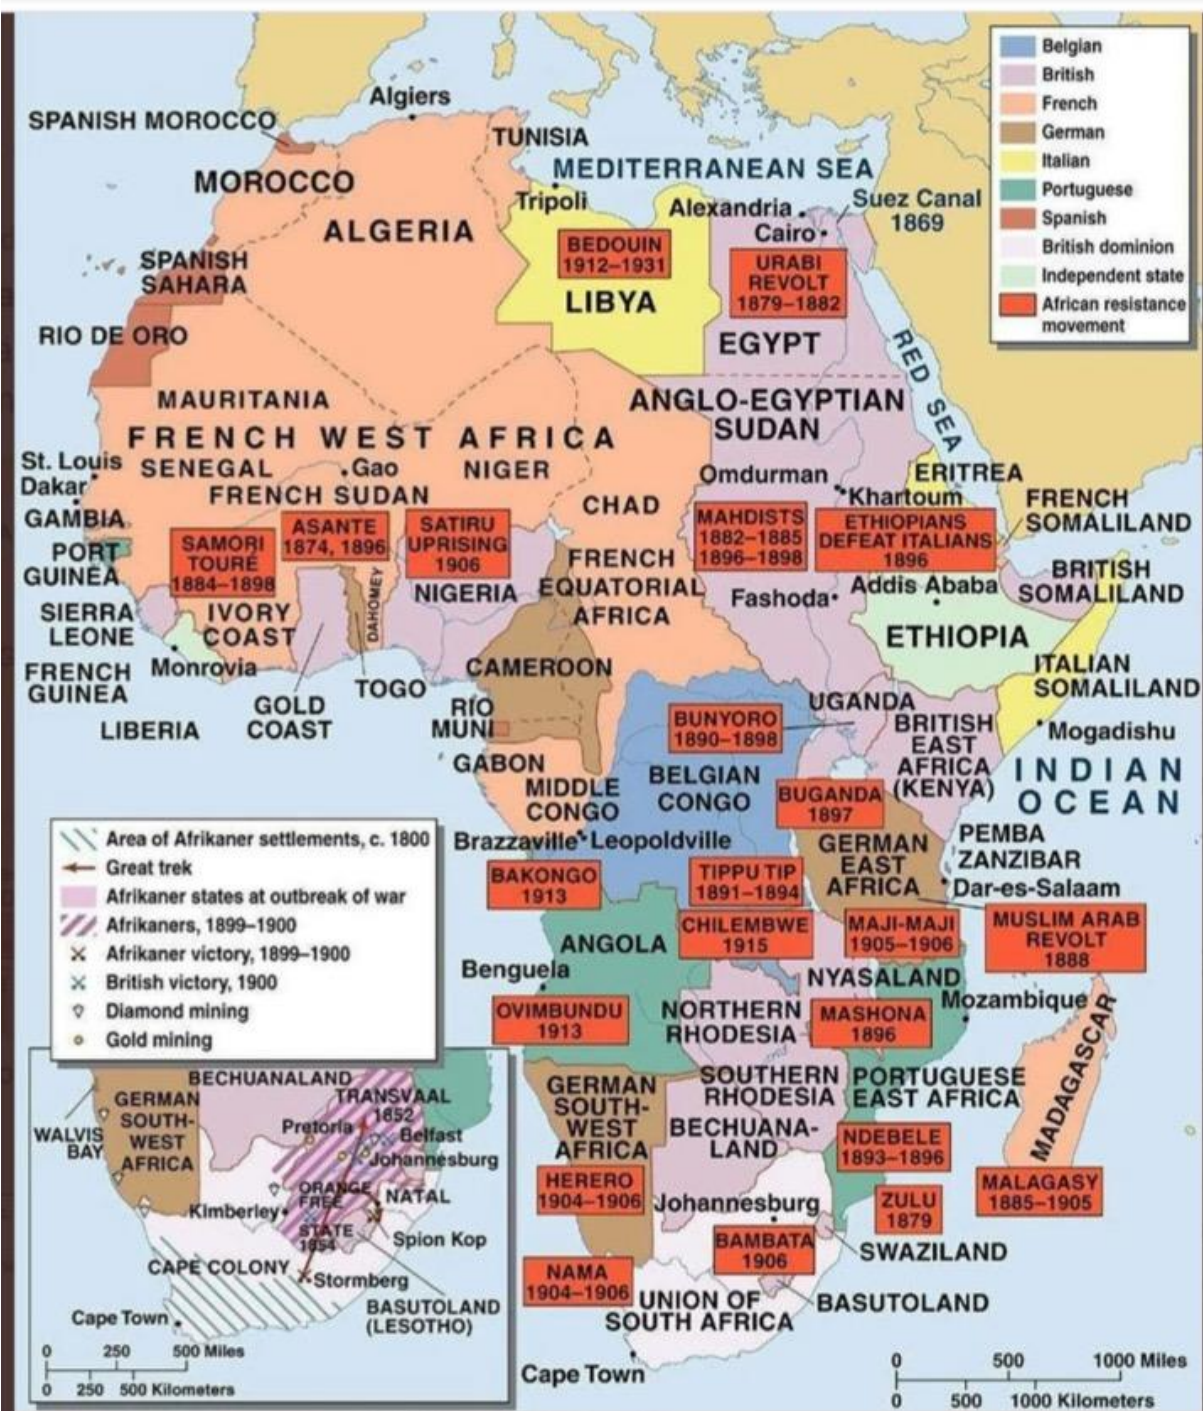 Belgian
British
French
German
Italian
Portuguese
Spanish
British dominion
Independent state
African resistance
movement
Algiers
SPANISH MOROCCO
TUNISIA
MEDITERRANEAN SEA
MOROCCO
Tripoli
Alexandria
Suez Canal
1869
Cairo
ALGERIA
BEDOUIN
1912–1931
URABI
REVOLT
1879–1882
SPANISH
SAHARA
LIBYA
RIO DE ORO
EGYPT
RED SEA
MAURITANIA
ANGLO-EGYPTIAN
SUDAN
FRENCH WEST AFRICA
St. Louis
SENEGAL
Gao
NIGER
Omdurman
ERITREA
Dakar
FRENCH SUDAN
Khartoum
FRENCH
SOMALILAND
CHAD
GAMBIA
SAMORI
TOURÉ
1884–1898
ASANTE
1874, 1896
SATIRU
UPRISING
1906
MAHDISTS
1882–1885
1896–1898
ETHIOPIANS
DEFEAT ITALIANS
1896
PORT
GUINEA
FRENCH
EQUATORIAL
AFRICA
BRITISH
SOMALILAND
DAHOMEY
NIGERIA
Fashoda
Addis Ababa
SIERRA
LEONE
IVORY
COAST
ETHIOPIA
FRENCH
GUINEA
Monrovia
CAMEROON
ITALIAN
SOMALILAND
LIBERIA
GOLD
COAST
TOGO
RIO
MUNI
UGANDA
BUNYORO
1890–1898
BRITISH
EAST
AFRICA
(KENYA)
Mogadishu
GABON
MIDDLE
CONGO
BELGIAN
CONGO
INDIAN
OCEAN
BUGANDA
1897
Brazzaville
Leopoldville
GERMAN
EAST
AFRICA
PEMBA
ZANZIBAR
Dar-es-Salaam
BAKONGO
1913
TIPPU TIP
1891–1894
CHILEMBWE
1915
MAJI-MAJI
1905–1906
MUSLIM ARAB
REVOLT
1888
ANGOLA
Benguela
NYASALAND
Mozambique
OVIMBUNDU
1913
NORTHERN
RHODESIA
MASHONA
1896
MADAGASCAR
GERMAN
SOUTH-
WEST
AFRICA
SOUTHERN
RHODESIA
PORTUGUESE
EAST AFRICA
BECHUANA-
LAND
NDEBELE
1893–1896
HERERO
1904–1906
MALAGASY
1885–1905
Johannesburg
ZULU
1879
BAMBATA
1906
SWAZILAND
NAMA
1904–1906
UNION OF
SOUTH AFRICA
BASUTOLAND
Cape Town
0 500 1000 Miles
0 500 1000 Kilometers
Area of Afrikaner settlements, c. 1800
Great trek
Afrikaner states at outbreak of war
Afrikaners, 1899–1900
Afrikaner victory, 1899–1900
British victory, 1900
Diamond mining
Gold mining
BECHUANALAND
GERMAN
SOUTH-
WEST
AFRICA
TRANSVAAL
1852
WALVIS
BAY
Pretoria
Belfast
Johannesburg
ORANGE
FREE
STATE
1854
NATAL
Kimberley
Spion Kop
CAPE COLONY
Stormberg
BASUTOLAND
(LESOTHO)
Cape Town
0 250 500 Miles
0 250 500 Kilometers